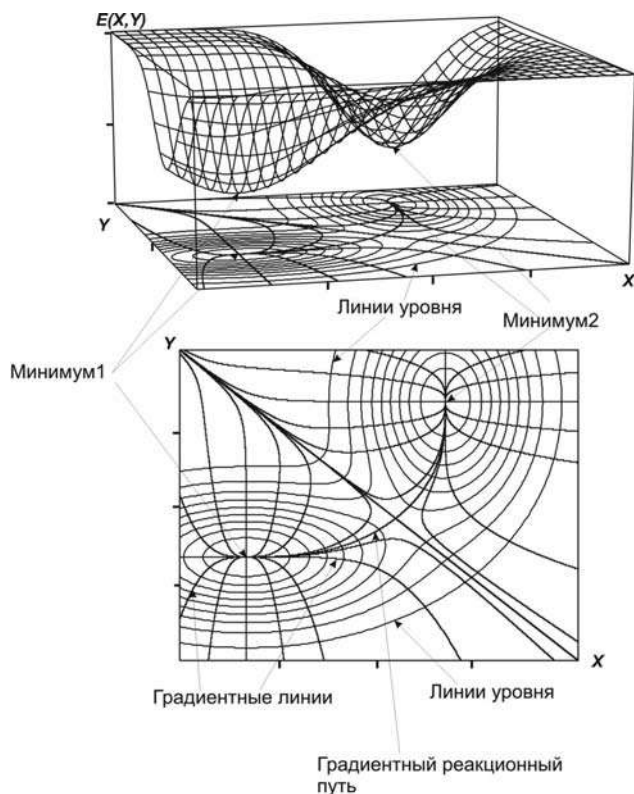 E(X,Y)
Y
X
Линии уровня
Минимум2
Y
Минимум1
X
Градиентные линии
Линии уровня
Градиентный реакционный
путь